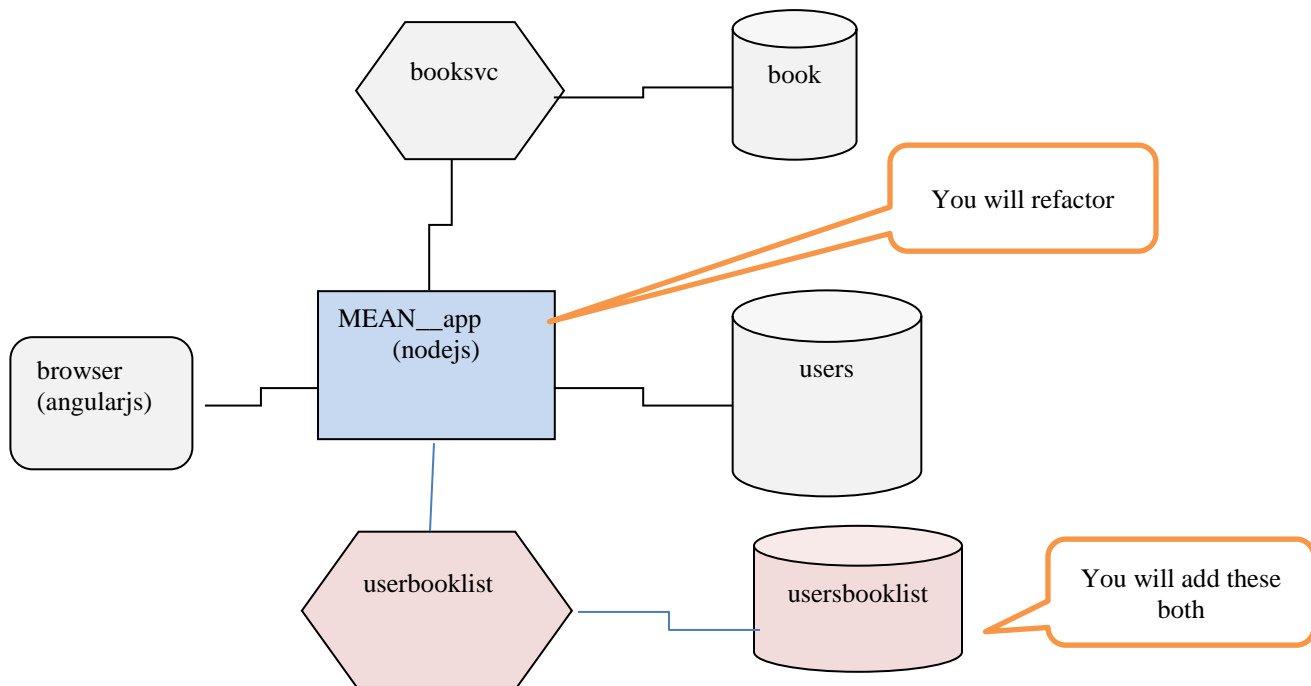 booksvc
book
You will refactor
MEAN__app
(nodejs)
users
browser
(angularjs)
userbooklist
usersbooklist
You will add these
both